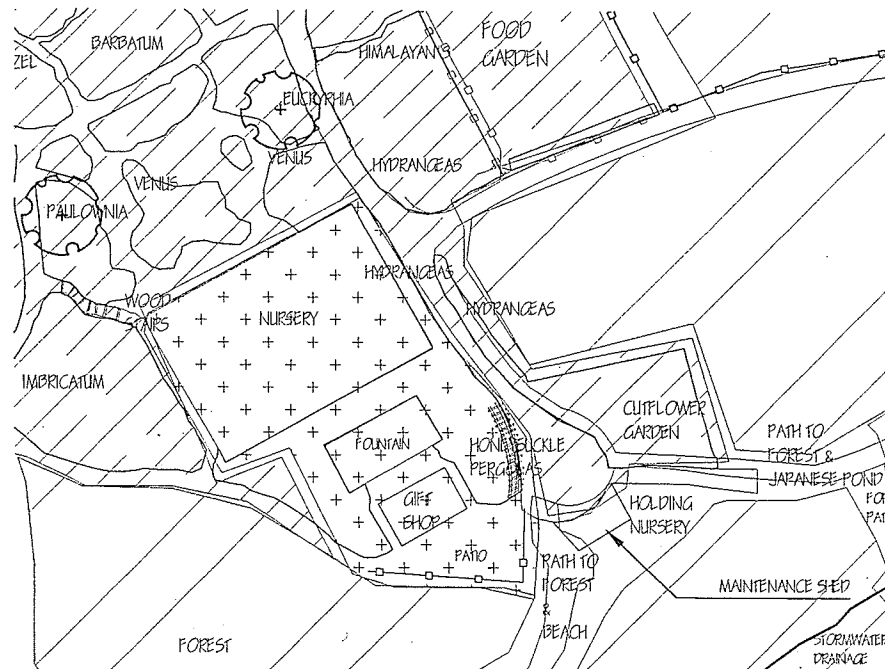 ZEL
BARBATUM
HIMALAYAN'S
FOOD
GARDEN
EUCRYPHIA
VENUS
HYDRANGEAS
VENUS
PAULOWNIA
HYDRANGEAS
HYDRANGEAS
WOOD
STAIRS
NURSERY
IMBRICATUM
CUTFLOWER
GARDEN
FOUNTAIN
HONEYSUCKLE
PERGOLAS
PATH TO
FOREST &
JAPANESE POND
GIFT
SHOP
HOLDING
NURSERY
FOR
PAT
PATIO
PATH TO
FOREST
&
BEACH
MAINTENANCE SHED
FOREST
STORMWATER
DRAINAGE